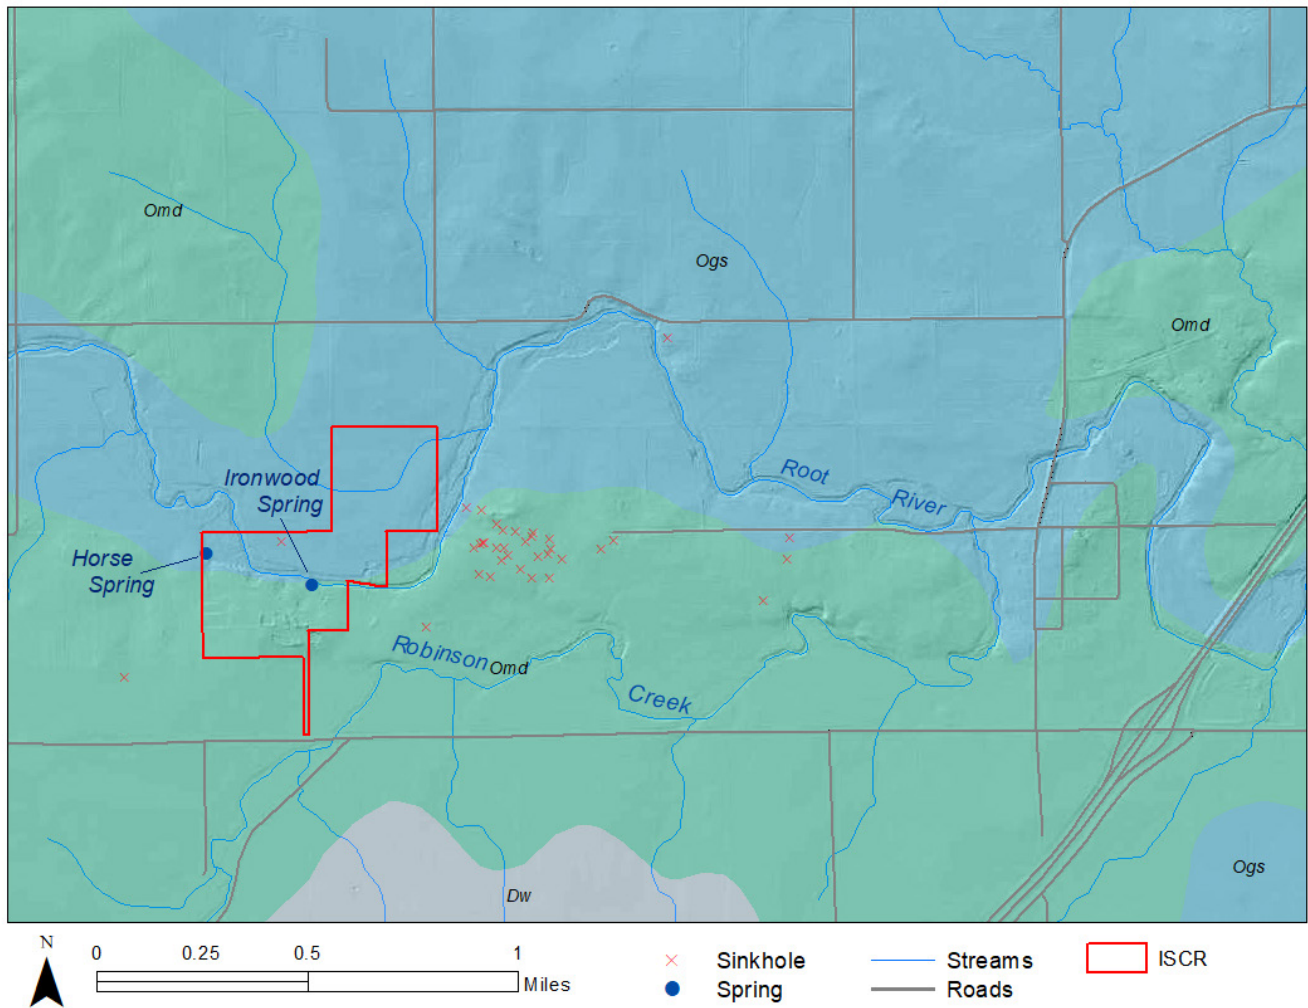 Omd
Ogs
Omd
Ironwood
Spring
Root
River
Horse
Spring
Robinson
Omd
Creek
Ogs
Dw
N
0 0.25 0.5 1
Miles
Sinkhole
Spring
Streams
Roads
ISCR